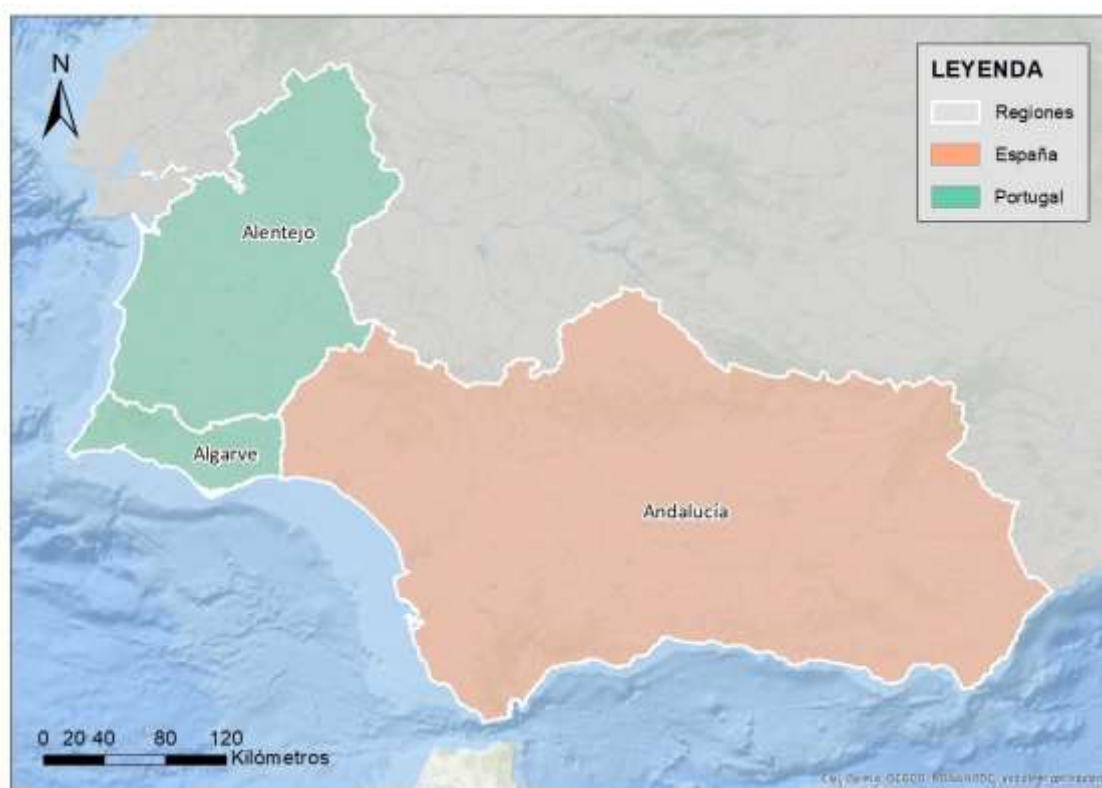 N
LEYENDA
Regiones
España
Portugal
Alentejo
Algarve
Andalucía
0 20 40 80 120
Kilómetros